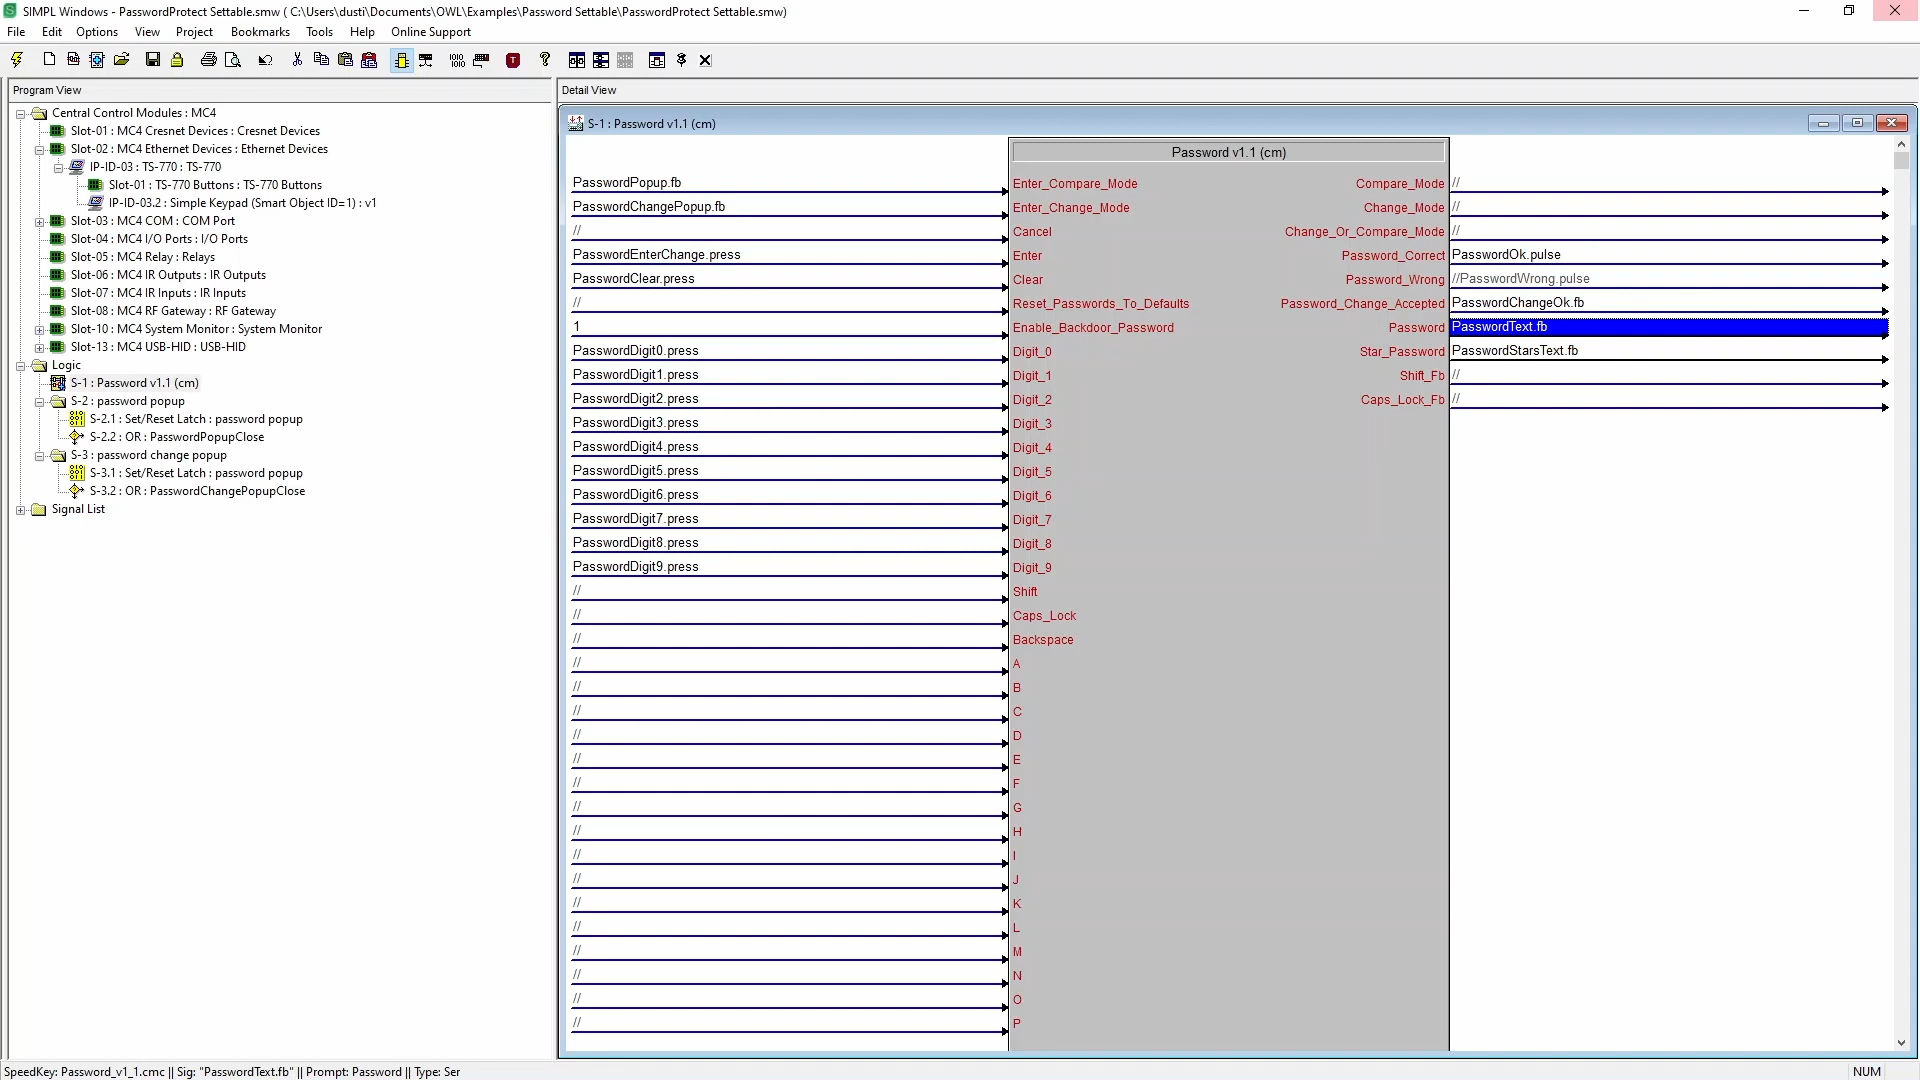 SIMPL Windows - PasswordProtect Settable.smw ( C:\Users\dusti\Documents\OWL\Examples\Password Settable\PasswordProtect Settable.smw)
File Edit Options View Project Bookmarks Tools Help Online Support
Program View
Central Control Modules : MC4
Slot-01 : MC4 Cresnet Devices : Cresnet Devices
Slot-02 : MC4 Ethernet Devices : Ethernet Devices
IP-ID-03 : TS-770 : TS-770
Slot-01 : TS-770 Buttons : TS-770 Buttons
IP-ID-03.2 : Simple Keypad (Smart Object ID=1) : v1
Slot-03 : MC4 COM : COM Port
Slot-04 : MC4 I/O Ports : I/O Ports
Slot-05 : MC4 Relay : Relays
Slot-06 : MC4 IR Outputs : IR Outputs
Slot-07 : MC4 IR Inputs : IR Inputs
Slot-08 : MC4 RF Gateway : RF Gateway
Slot-10 : MC4 System Monitor : System Monitor
Slot-13 : MC4 USB-HID : USB-HID
Logic
S-1 : Password v1.1 (cm)
S-2 : password popup
S-2.1 : Set/Reset Latch : password popup
S-2.2 : OR : PasswordPopupClose
S-3 : password change popup
S-3.1 : Set/Reset Latch : password popup
S-3.2 : OR : PasswordChangePopupClose
Signal List
Detail View
S-1 : Password v1.1 (cm)
Password v1.1 (cm)
PasswordPopup.fb Enter_Compare_Mode Compare_Mode //
PasswordChangePopup.fb Enter_Change_Mode Change_Mode //
// Cancel Change_Or_Compare_Mode //
PasswordEnterChange.press Enter Password_Correct PasswordOk.pulse
PasswordClear.press Clear Password_Wrong //PasswordWrong.pulse
// Reset_Passwords_To_Defaults Password_Change_Accepted PasswordChangeOk.fb
1 Enable_Backdoor_Password Password PasswordText.fb
PasswordDigit0.press Digit_0 Star_Password PasswordStarsText.fb
PasswordDigit1.press Digit_1 Shift_Fb //
PasswordDigit2.press Digit_2 Caps_Lock_Fb //
PasswordDigit3.press Digit_3
PasswordDigit4.press Digit_4
PasswordDigit5.press Digit_5
PasswordDigit6.press Digit_6
PasswordDigit7.press Digit_7
PasswordDigit8.press Digit_8
PasswordDigit9.press Digit_9
// Shift
// Caps_Lock
// Backspace
// A
// B
// C
// D
// E
// F
// G
// H
// I
// J
// K
// L
// M
// N
// O
// P
SpeedKey: Password_v1_1.cmc || Sig: "PasswordText.fb" || Prompt: Password || Type: Ser
NUM